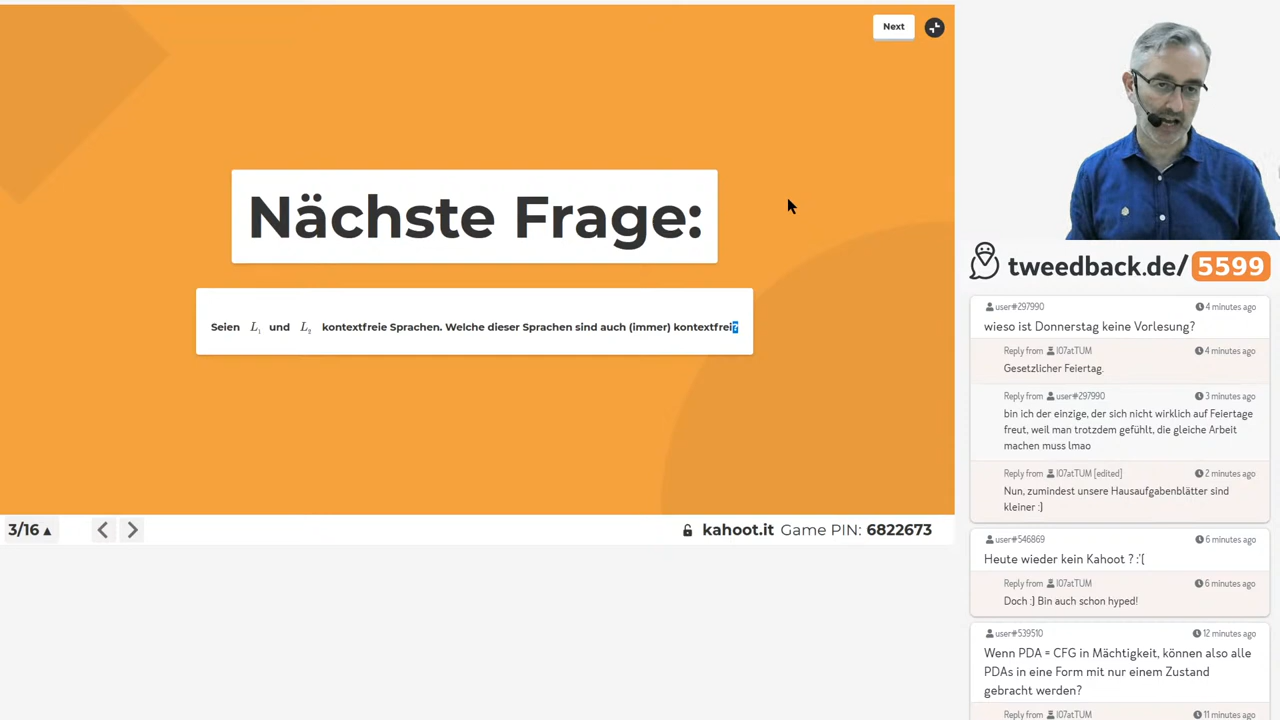 Next
Nächste Frage:
Seien L₁ und L₂ kontextfreie Sprachen. Welche dieser Sprachen sind auch (immer) kontextfrei?
3/16 ▲
kahoot.it Game PIN: 6822673
tweedback.de/ 5599
user#297990 4 minutes ago
wieso ist Donnerstag keine Vorlesung?
Reply from I07atTUM 4 minutes ago
Gesetzlicher Feiertag.
Reply from user#297990 3 minutes ago
bin ich der einzige, der sich nicht wirklich auf Feiertage
freut, weil man trotzdem gefühlt, die gleiche Arbeit
machen muss lmao
Reply from I07atTUM [edited] 2 minutes ago
Nun, zumindest unsere Hausaufgabenblätter sind
kleiner :)
user#546869 6 minutes ago
Heute wieder kein Kahoot ? :'[
Reply from I07atTUM 6 minutes ago
Doch :) Bin auch schon hyped!
user#539510 12 minutes ago
Wenn PDA = CFG in Mächtigkeit, können also alle
PDAs in eine Form mit nur einem Zustand
gebracht werden?
Reply from I07atTUM 11 minutes ago